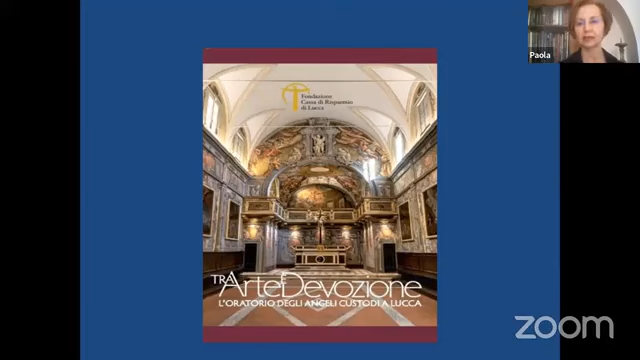 Paola
Fondazione
Cassa di Risparmio
di Lucca
TRA Arte E Devozione
L'ORATORIO DEGLI ANGELI CUSTODI A LUCCA
zoom